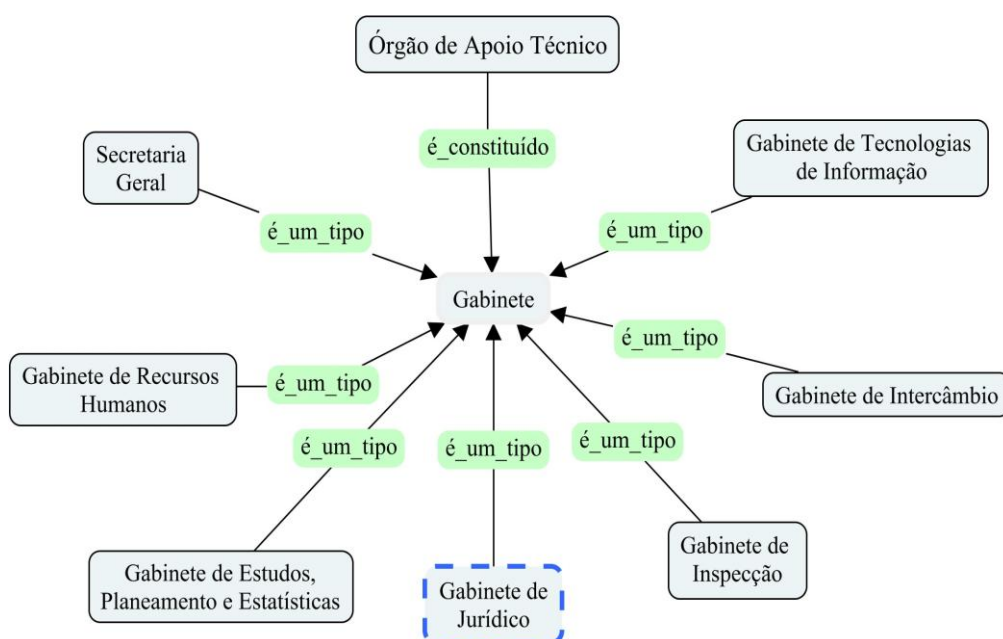 Órgão de Apoio Técnico
é_constituído
Secretaria
Geral
Gabinete de Tecnologias
de Informação
é_um_tipo
é_um_tipo
Gabinete
é_um_tipo
Gabinete de Recursos
Humanos
é_um_tipo
Gabinete de Intercâmbio
é_um_tipo
é_um_tipo
é_um_tipo
Gabinete de Estudos,
Planeamento e Estatísticas
Gabinete de
Jurídico
Gabinete de
Inspecção